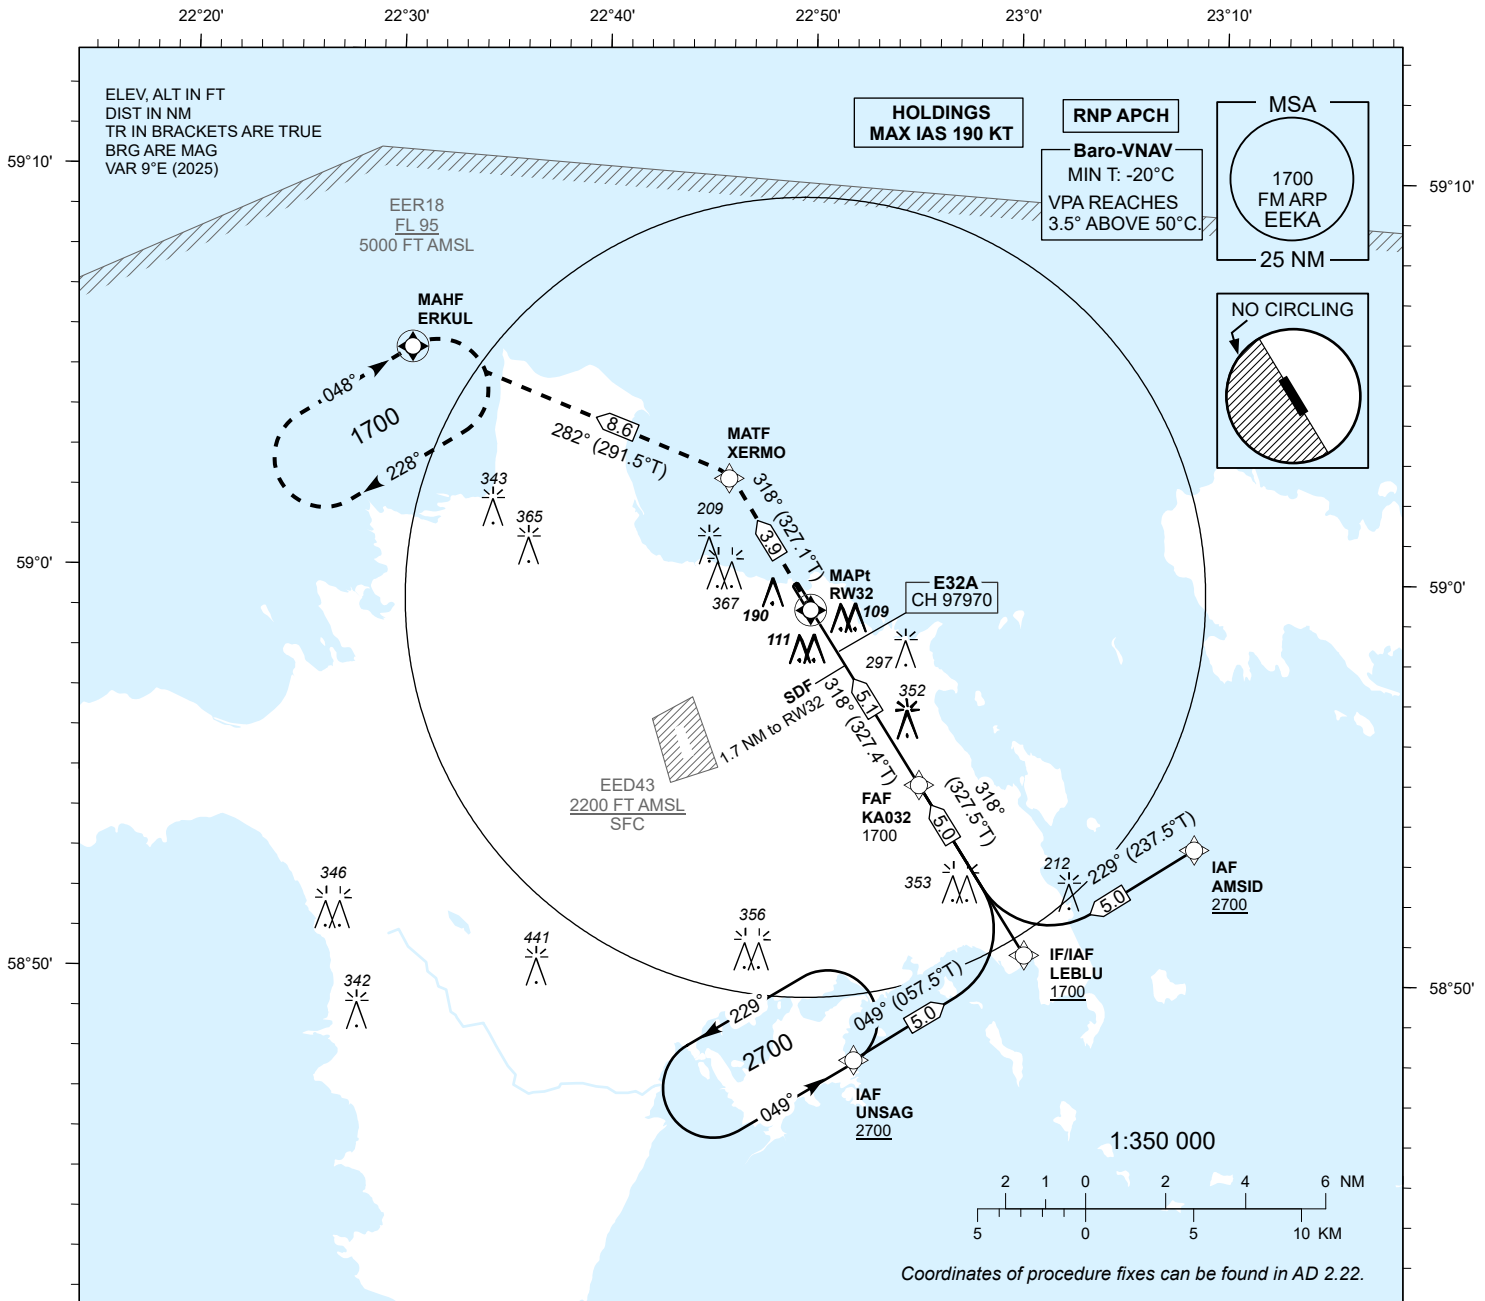 22°20'
22°30'
22°40'
22°50'
23°0'
23°10'
ELEV, ALT IN FT
DIST IN NM
TR IN BRACKETS ARE TRUE
BRG ARE MAG
VAR 9°E (2025)
HOLDINGS
MAX IAS 190 KT
RNP APCH
Baro-VNAV
MIN T: -20°C
VPA REACHES
3.5° ABOVE 50°C.
MSA
1700
FM ARP
EEKA
25 NM
59°10'
59°10'
EER18
FL 95
5000 FT AMSL
NO CIRCLING
MAHF
ERKUL
048°
1700
228°
8.6
282° (291.5°T)
MATF
XERMO
318° (327.1°T)
3.9
343
365
209
367
190
59°0'
59°0'
MAPt
RW32
109
111
E32A
CH 97970
297
352
SDF
1.7 NM to RW32
5.1
318° (327.4°T)
EED43
2200 FT AMSL
SFC
FAF
KA032
1700
318°
(327.5°T)
5.0
353
212
229° (237.5°T)
5.0
IAF
AMSID
2700
346
356
441
342
58°50'
58°50'
IF/IAF
LEBLU
1700
049° (057.5°T)
5.0
229°
2700
049°
IAF
UNSAG
2700
1:350 000
2 1 0 2 4 6 NM
5 0 5 10 KM
Coordinates of procedure fixes can be found in AD 2.22.